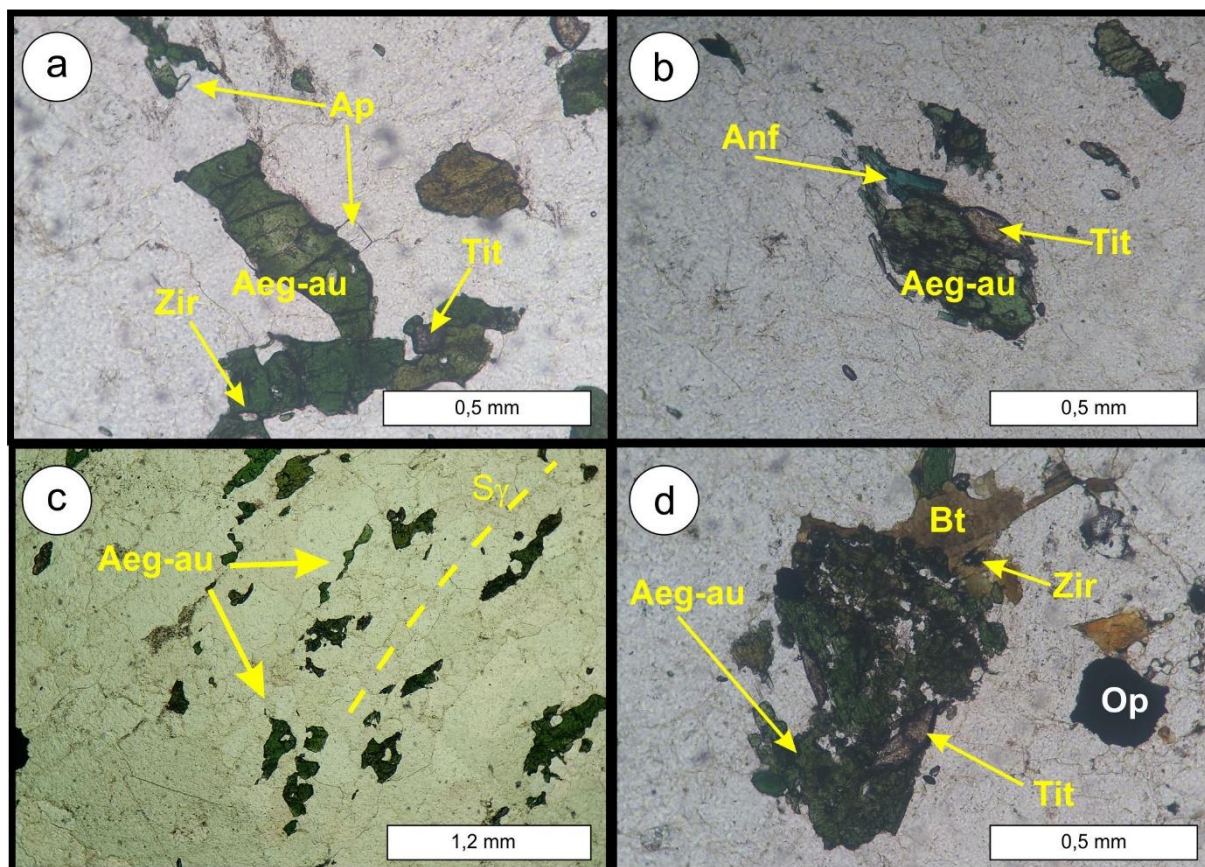 a
Ap
Tit
Aeg-au
Zir
0,5 mm
b
Anf
Tit
Aeg-au
0,5 mm
c
Sγ
Aeg-au
1,2 mm
d
Bt
Aeg-au
Zir
Op
Tit
0,5 mm